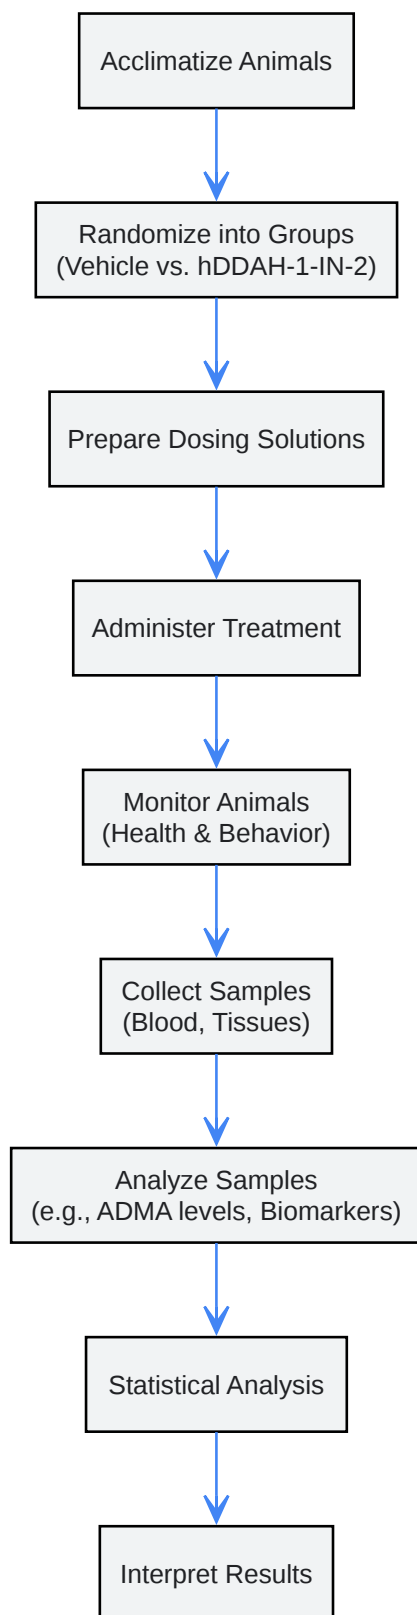 Acclimatize Animals
Randomize into Groups
(Vehicle vs. hDDAH-1-IN-2)
Prepare Dosing Solutions
Administer Treatment
Monitor Animals
(Health & Behavior)
Collect Samples
(Blood, Tissues)
Analyze Samples
(e.g., ADMA levels, Biomarkers)
Statistical Analysis
Interpret Results